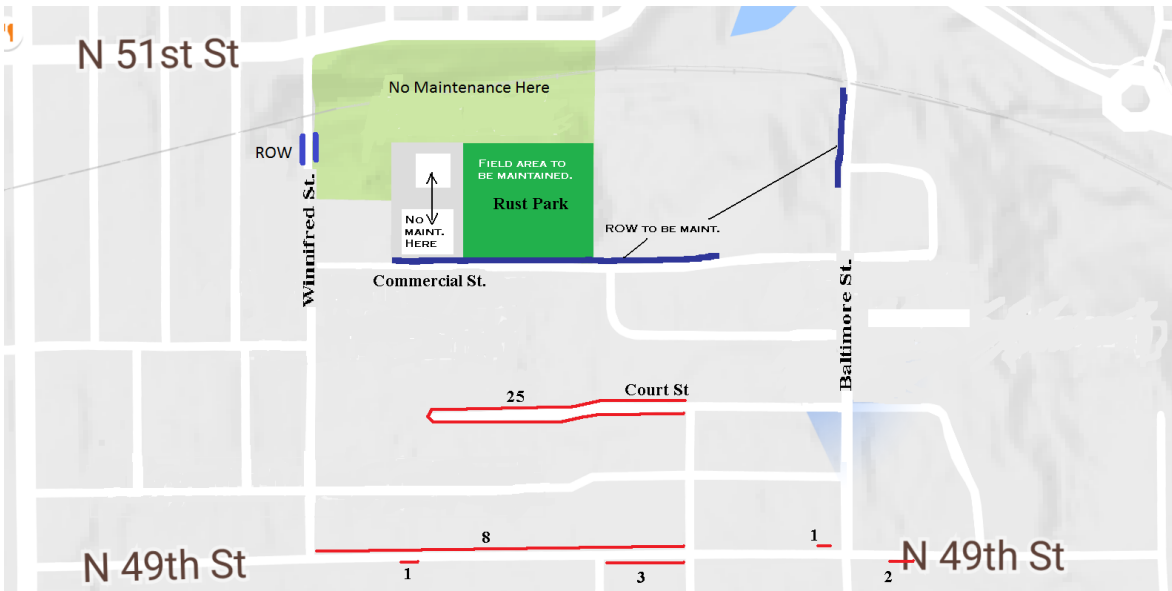 N 51st St
No Maintenance Here
ROW
Field area to
be maintained.
Rust Park
No
maint.
Here
ROW to be maint.
Winnifred St.
Commercial St.
Baltimore St.
25
Court St
8
1
N 49th St
1
3
2
N 49th St